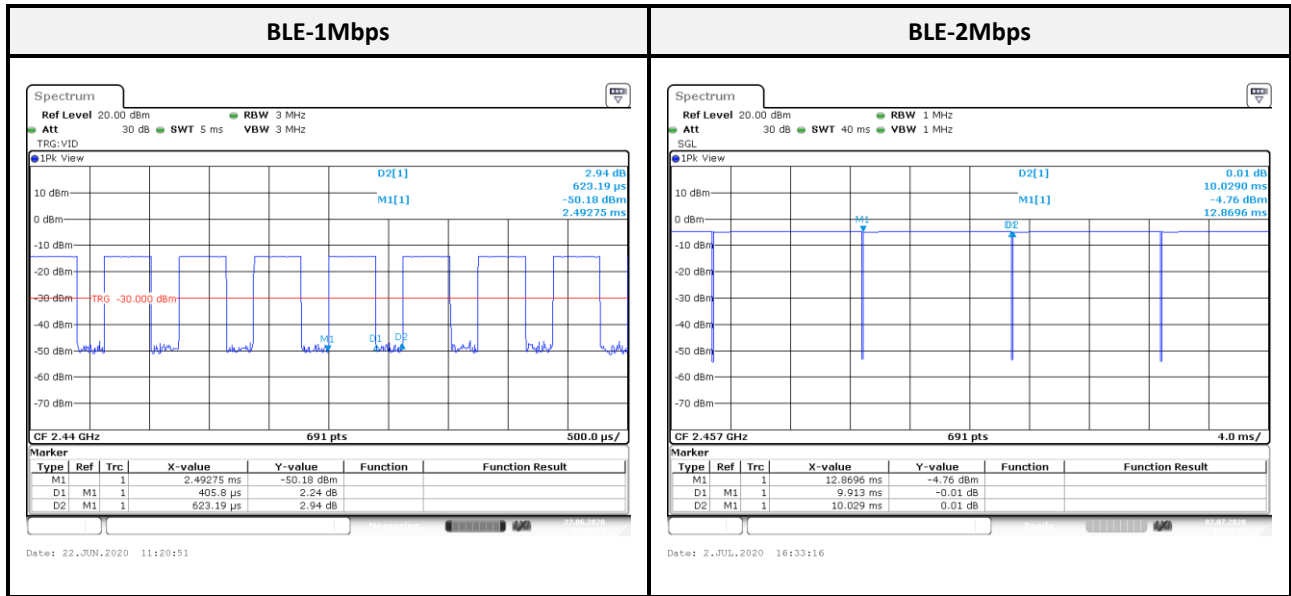 BLE-1Mbps
BLE-2Mbps
Spectrum
Ref Level 20.00 dBm RBW 3 MHz
Att 30 dB SWT 5 ms VBW 3 MHz
TRG:VID
1Pk View
D2[1] 2.94 dB
623.19 µs
10 dBm
M1[1] -50.18 dBm
2.49275 ms
0 dBm
-10 dBm
-20 dBm
-30 dBm
TRG -30.000 dBm
-40 dBm
M1 D1 D2
-50 dBm
-60 dBm
-70 dBm
CF 2.44 GHz 691 pts 500.0 µs/
Marker
Type Ref Trc X-value Y-value Function Function Result
M1 1 2.49275 ms -50.18 dBm
D1 M1 1 405.8 µs 2.24 dB
D2 M1 1 623.19 µs 2.94 dB
22.06.2020
Date: 22.JUN.2020 11:20:51
Spectrum
Ref Level 20.00 dBm RBW 1 MHz
Att 30 dB SWT 40 ms VBW 1 MHz
SGL
1Pk View
D2[1] 0.01 dB
10.0290 ms
10 dBm
M1[1] -4.76 dBm
12.8696 ms
0 dBm
M1
D2
-10 dBm
-20 dBm
-30 dBm
-40 dBm
-50 dBm
-60 dBm
-70 dBm
CF 2.457 GHz 691 pts 4.0 ms/
Marker
Type Ref Trc X-value Y-value Function Function Result
M1 1 12.8696 ms -4.76 dBm
D1 M1 1 9.913 ms -0.01 dB
D2 M1 1 10.029 ms 0.01 dB
Ready
02.07.2020
Date: 2.JUL.2020 16:33:16